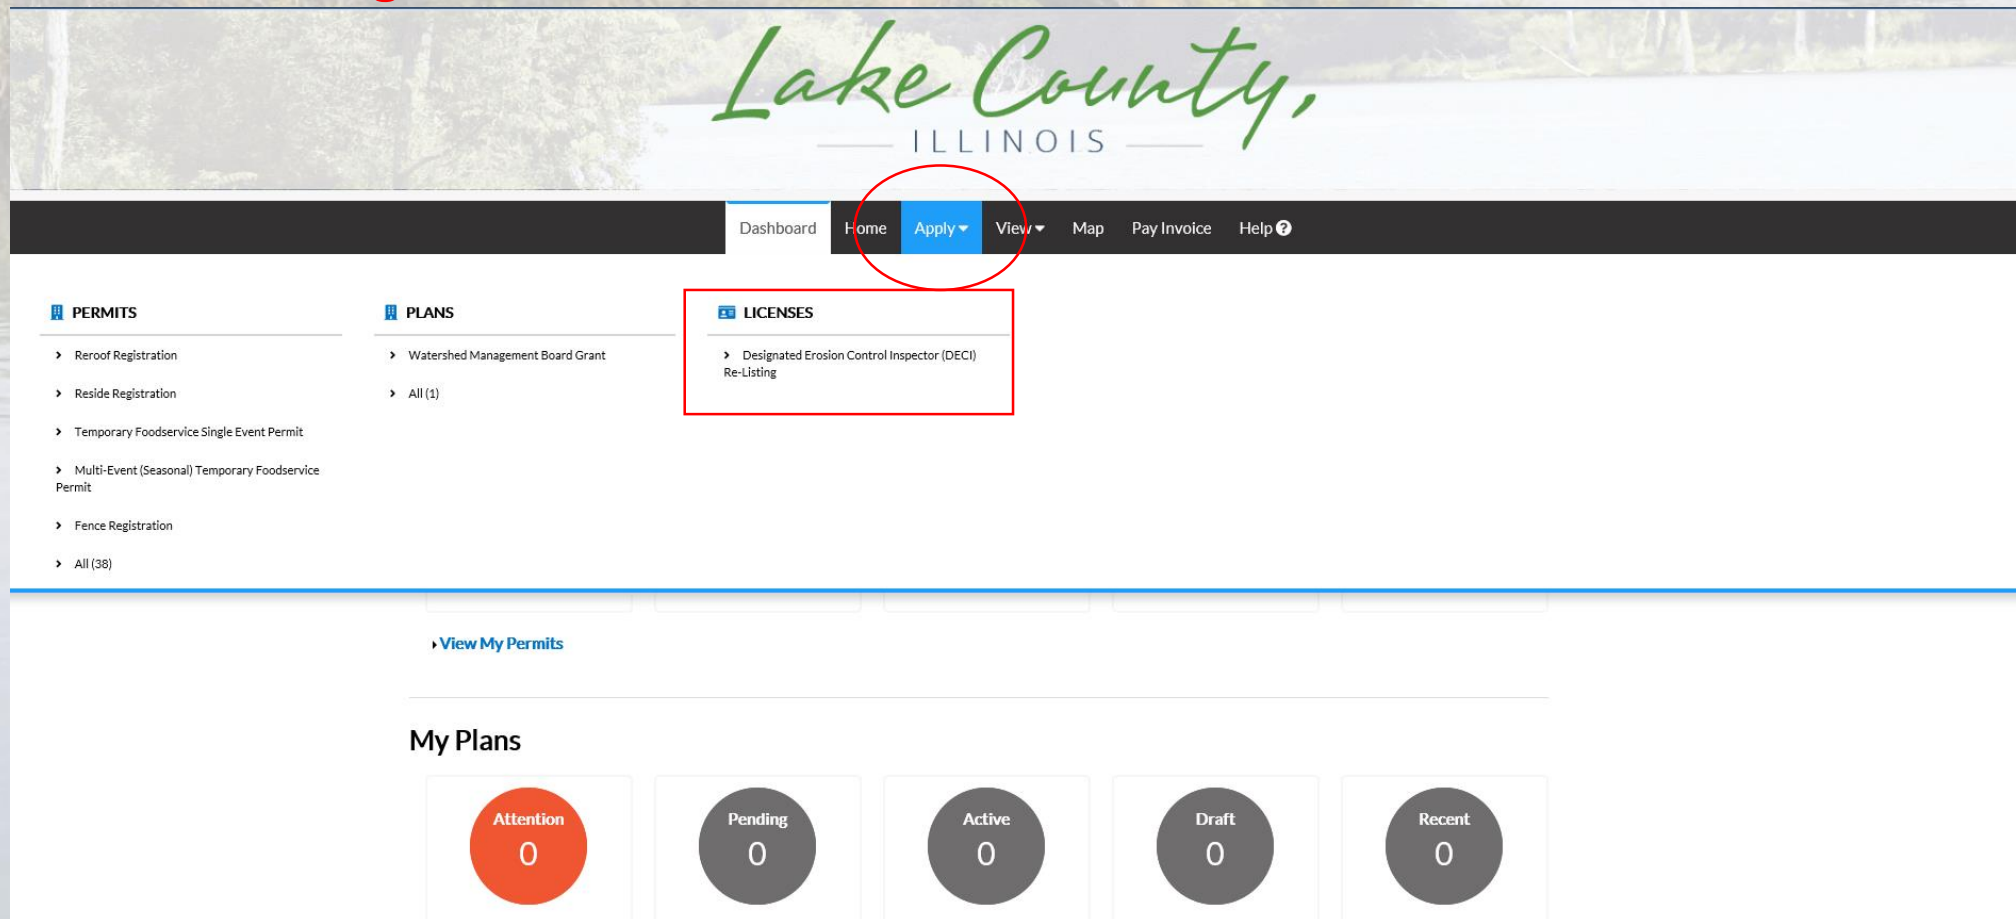 Lake County,
ILLINOIS
Dashboard Home Apply View Map Pay Invoice Help
PERMITS
Reroof Registration
Reside Registration
Temporary Foodservice Single Event Permit
Multi-Event (Seasonal) Temporary Foodservice
Permit
Fence Registration
All (38)
PLANS
Watershed Management Board Grant
All (1)
LICENSES
Designated Erosion Control Inspector (DECI)
Re-Listing
View My Permits
My Plans
Attention
0
Pending
0
Active
0
Draft
0
Recent
0